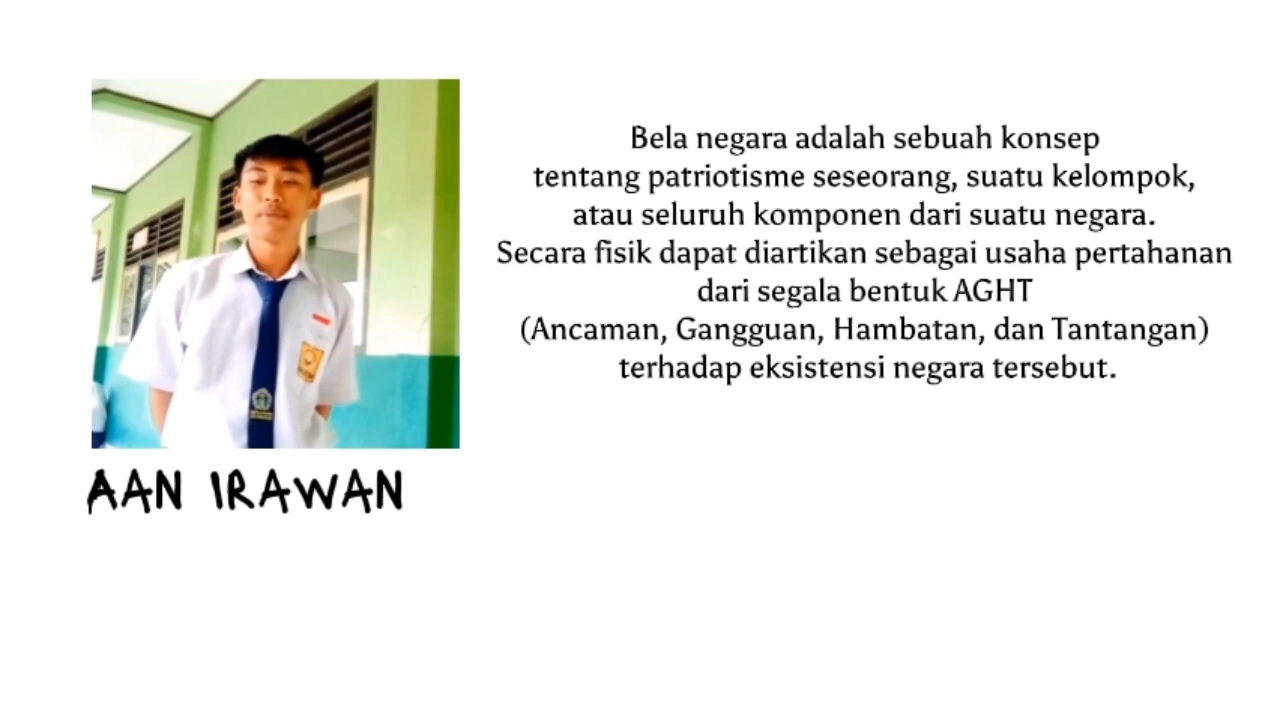 Bela negara adalah sebuah konsep
tentang patriotisme seseorang, suatu kelompok,
atau seluruh komponen dari suatu negara.
Secara fisik dapat diartikan sebagai usaha pertahanan
dari segala bentuk AGHT
(Ancaman, Gangguan, Hambatan, dan Tantangan)
terhadap eksistensi negara tersebut.
AAN IRAWAN